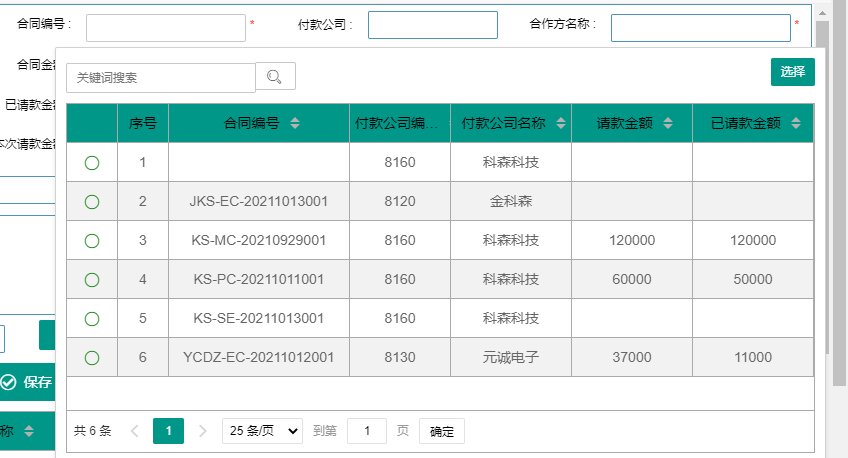 合同编号： * 付款公司： 合作方名称： *
合同金
关键词搜索 选择
已请款金
序号 合同编号 付款公司编... 付款公司名称 请款金额 已请款金额
本次请款金
1 8160 科森科技
2 JKS-EC-20211013001 8120 金科森
3 KS-MC-20210929001 8160 科森科技 120000 120000
4 KS-PC-20211011001 8160 科森科技 60000 50000
5 KS-SE-20211013001 8160 科森科技
6 YCDZ-EC-20211012001 8130 元诚电子 37000 11000
保存
称
共 6 条 1 25 条/页 到第 1 页 确定